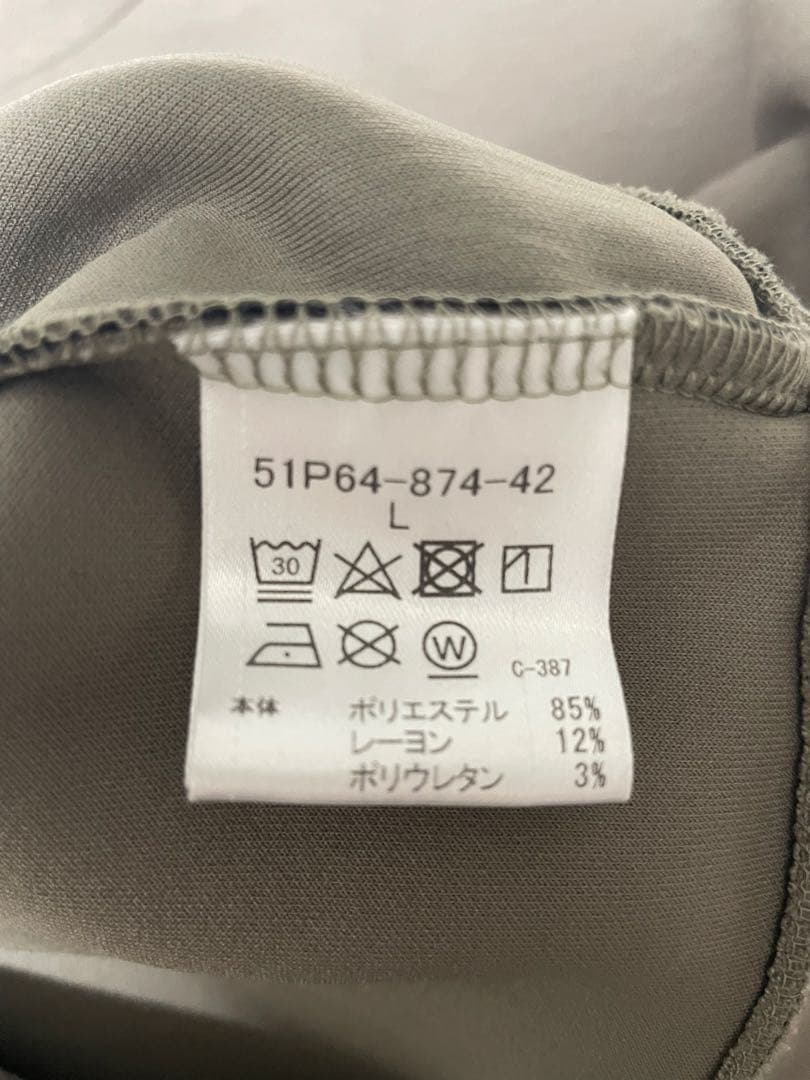 51P64-874-42
L
30
W
C-387
本体 ポリエステル 85%
レーヨン 12%
ポリウレタン 3%